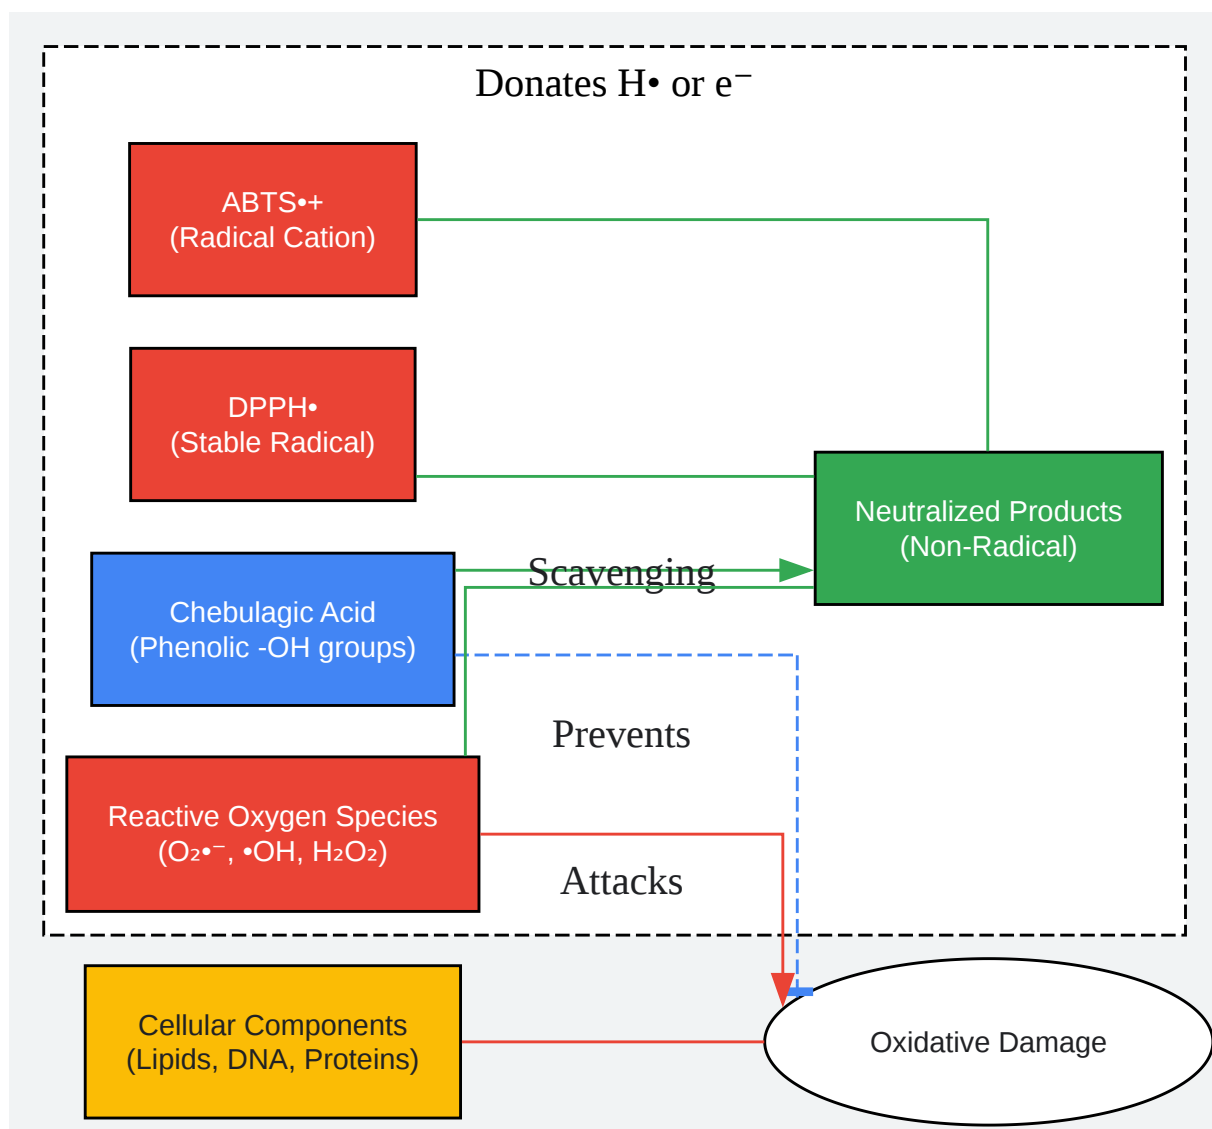 Donates H• or e⁻
ABTS•+
(Radical Cation)
DPPH•
(Stable Radical)
Neutralized Products
(Non-Radical)
Scavenging
Chebulagic Acid
(Phenolic -OH groups)
Prevents
Reactive Oxygen Species
(O₂•⁻, •OH, H₂O₂)
Attacks
Cellular Components
(Lipids, DNA, Proteins)
Oxidative Damage